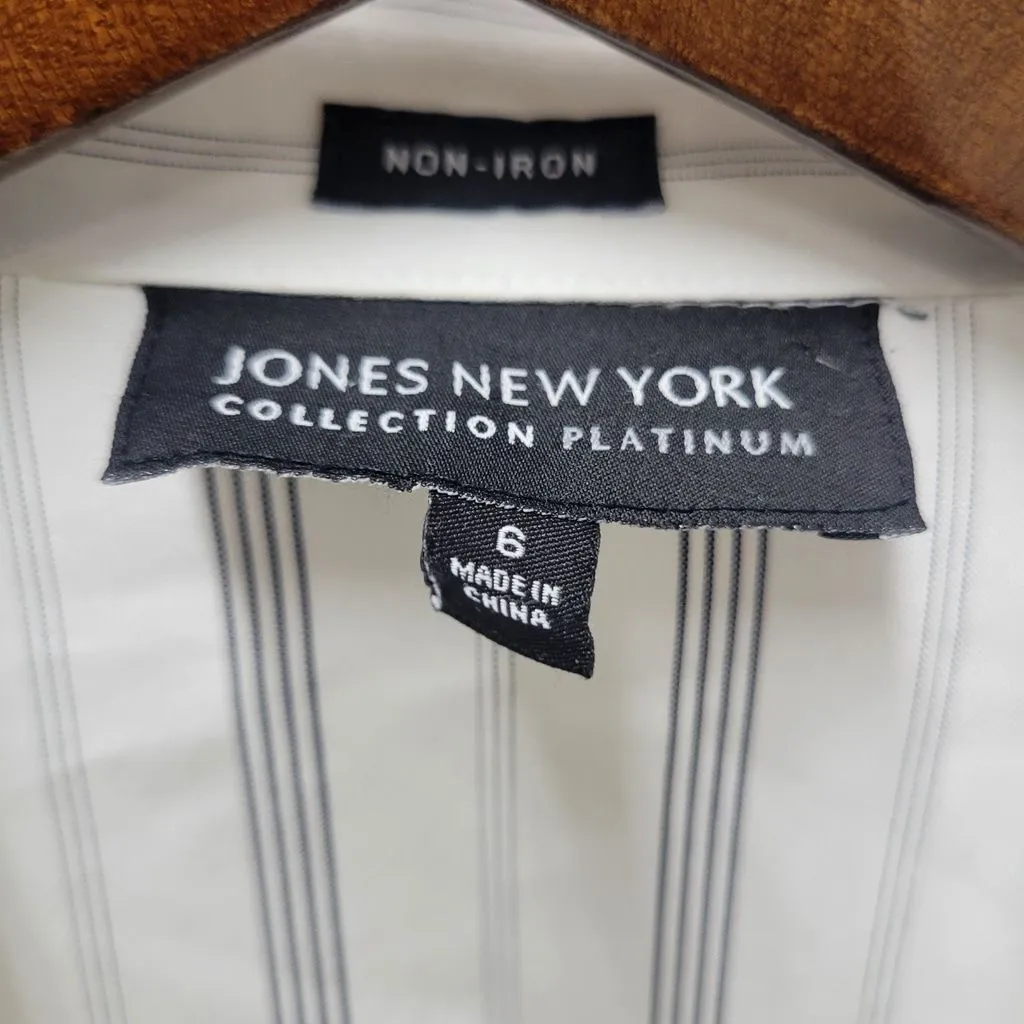 NON-IRON
JONES NEW YORK
COLLECTION PLATINUM
6
MADE IN
CHINA